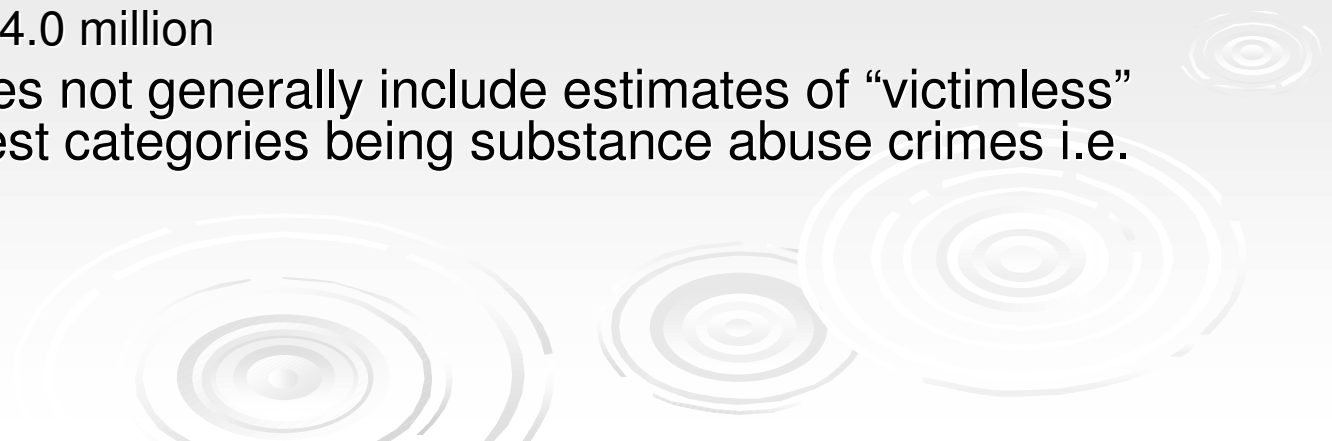 4.0 million
es not generally include estimates of “victimless”
est categories being substance abuse crimes i.e.